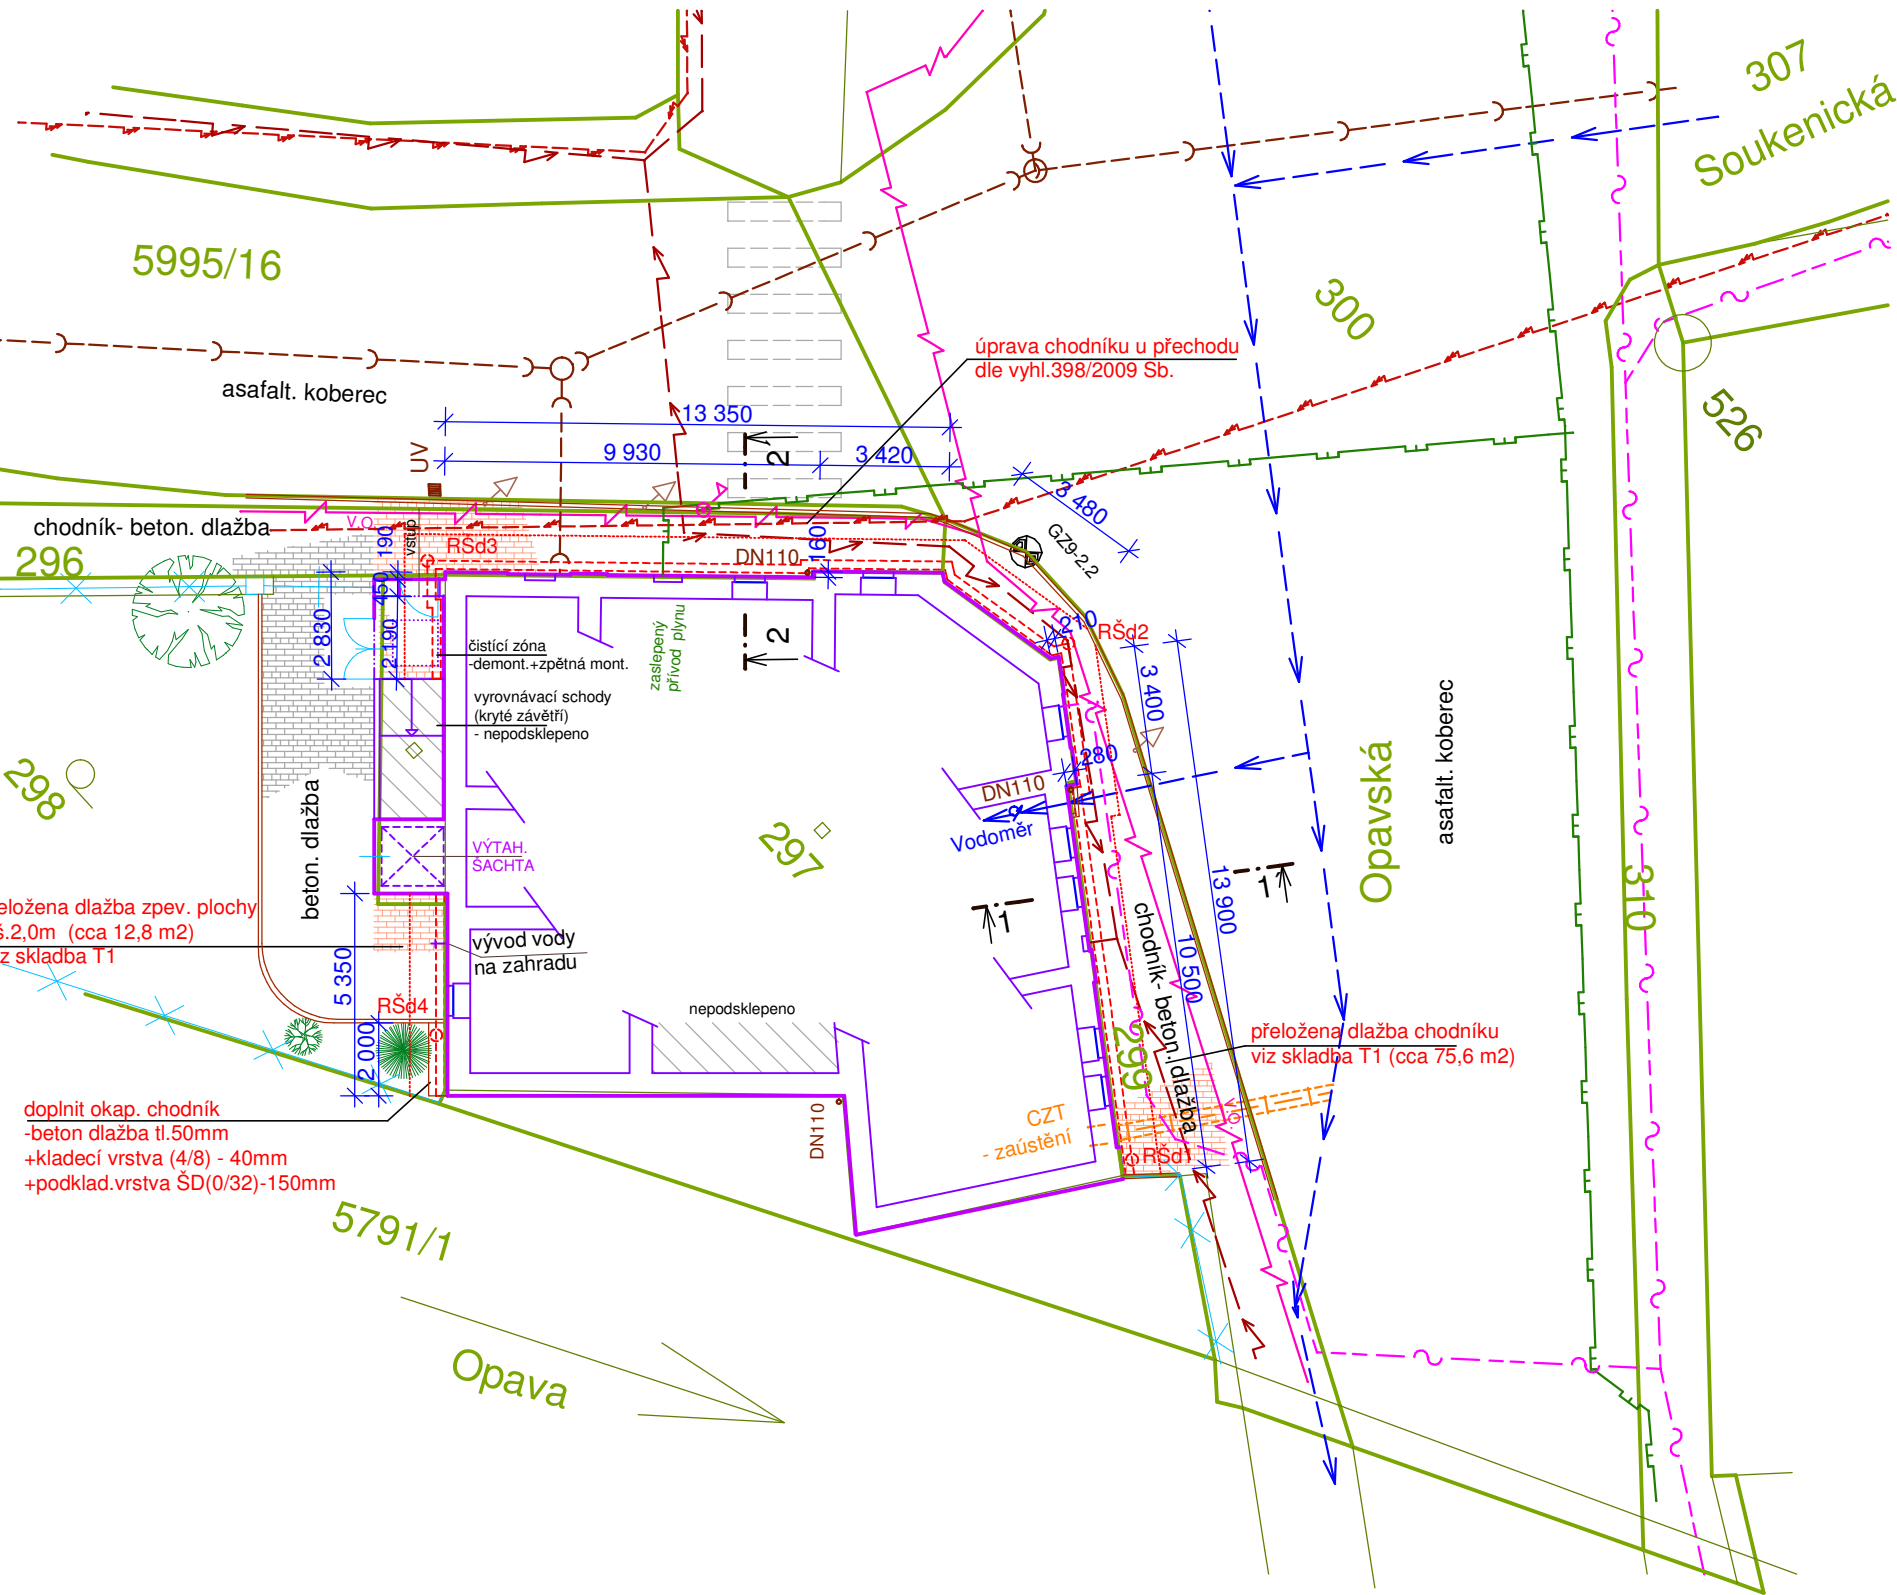 307
Soukenická
5995/16
300
úprava chodníku u přechodu
dle vyhl.398/2009 Sb.
asafalt. koberec
526
13 350
9 930
3 420
2
UV
3 480
chodník- beton. dlažba
V.O.
vstup
190
RŠd3
DN110
160
GZ9-2.2
296
450
2 830
2 190
čistící zóna
-demont.+zpětná mont.
zaslepený
přívod plynu
2
210
RŠd2
vyrovnávací schody
(kryté závětří)
- nepodsklepeno
3 400
asafalt. koberec
Opavská
280
298
beton. dlažba
DN110
Vodoměr
297
VÝTAH.
ŠACHTA
13 900
1
310
1
eložena dlažba zpev. plochy
š.2,0m (cca 12,8 m2)
z skladba T1
vývod vody
na zahradu
chodník- beton. dlažba
10 500
5 350
RŠd4
nepodsklepeno
2 000
299
přeložena dlažba chodníku
viz skladba T1 (cca 75,6 m2)
doplnit okap. chodník
-beton dlažba tl.50mm
+kladecí vrstva (4/8) - 40mm
+podklad.vrstva ŠD(0/32)-150mm
DN110
CZT
- zaústění
V.O.
RŠd1
5791/1
Opava